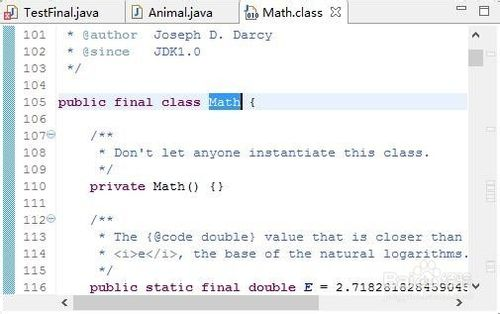 TestFinal.java Animal.java Math.class
101 * @author Joseph D. Darcy
102 * @since JDK1.0
103 */
104
105 public final class Math {
106
107 /**
108 * Don't let anyone instantiate this class.
109 */
110 private Math() {}
111
112 /**
113 * The {@code double} value that is closer than
114 * <i>e</i>, the base of the natural logarithms.
115 */
116 public static final double E = 2.718281828459045